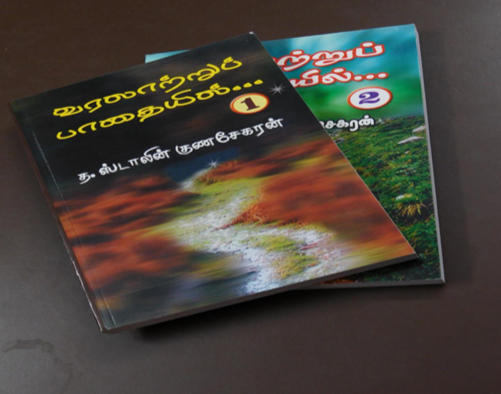 வரலாற்றுப்
பாதையில்...
1
த. ஸ்டாலின் குணசேகரன்
ற்றுப்
யில்...
2
சேகரன்